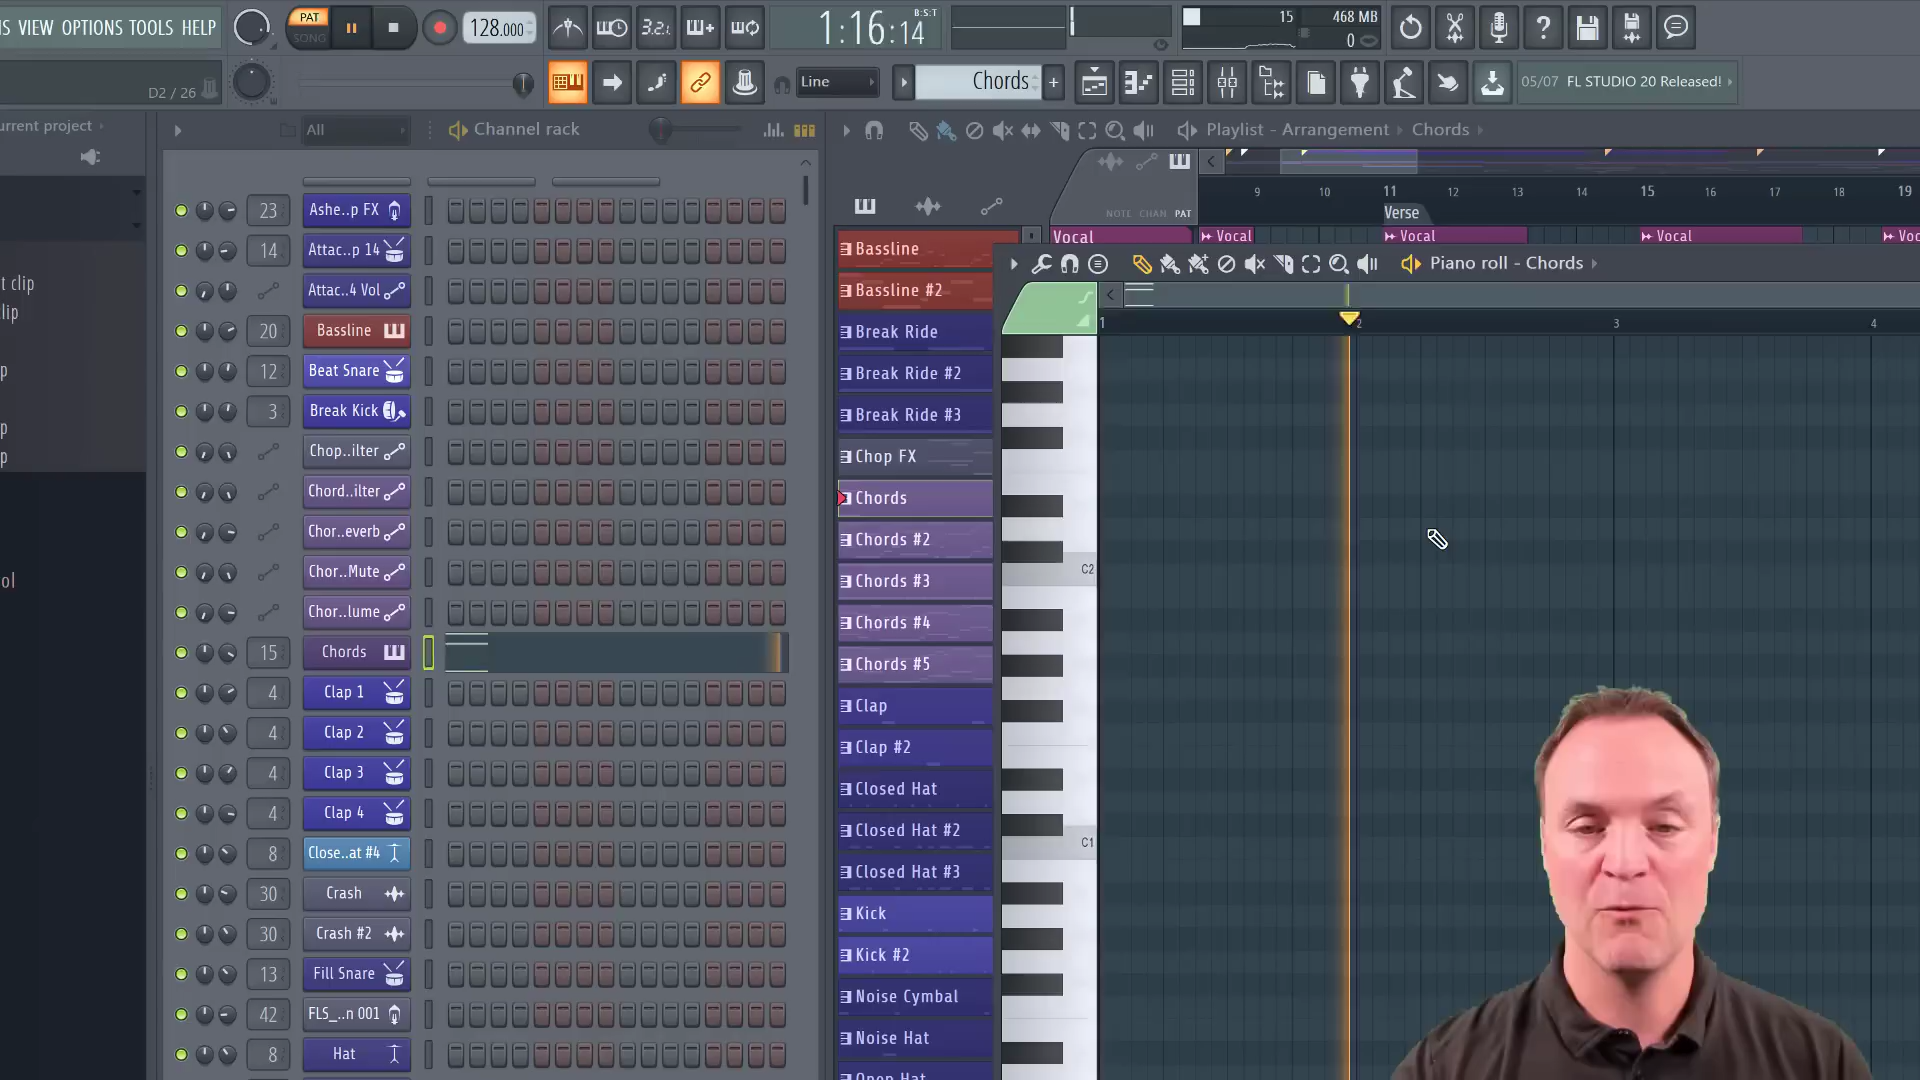 VIEW OPTIONS TOOLS HELP
PAT
SONG
128.000
3.2.
1:16:14
B:S:T
15
468 MB
0
D2 / 26
Line
Chords
05/07 FL STUDIO 20 Released!
urrent project
All
Channel rack
Playlist - Arrangement
Chords
t clip
lip
p
p
p
ol
23 Ashe..p FX
14 Attac..p 14
Attac..4 Vol
20 Bassline
12 Beat Snare
3 Break Kick
Chop..ilter
Chord..ilter
Chor..everb
Chor..Mute
Chor..lume
15 Chords
4 Clap 1
4 Clap 2
4 Clap 3
4 Clap 4
8 Close..at #4
30 Crash
30 Crash #2
13 Fill Snare
42 FLS_..n 001
8 Hat
NOTE CHAN PAT
9 10 11 12 13 14 15 16 17 18 19
Verse
Vocal Vocal Vocal Vocal Voc
Bassline
Bassline #2
Break Ride
Break Ride #2
Break Ride #3
Chop FX
Chords
Chords #2
Chords #3
Chords #4
Chords #5
Clap
Clap #2
Closed Hat
Closed Hat #2
Closed Hat #3
Kick
Kick #2
Noise Cymbal
Noise Hat
Open Hat
Piano roll - Chords
1 2 3 4
C2
C1